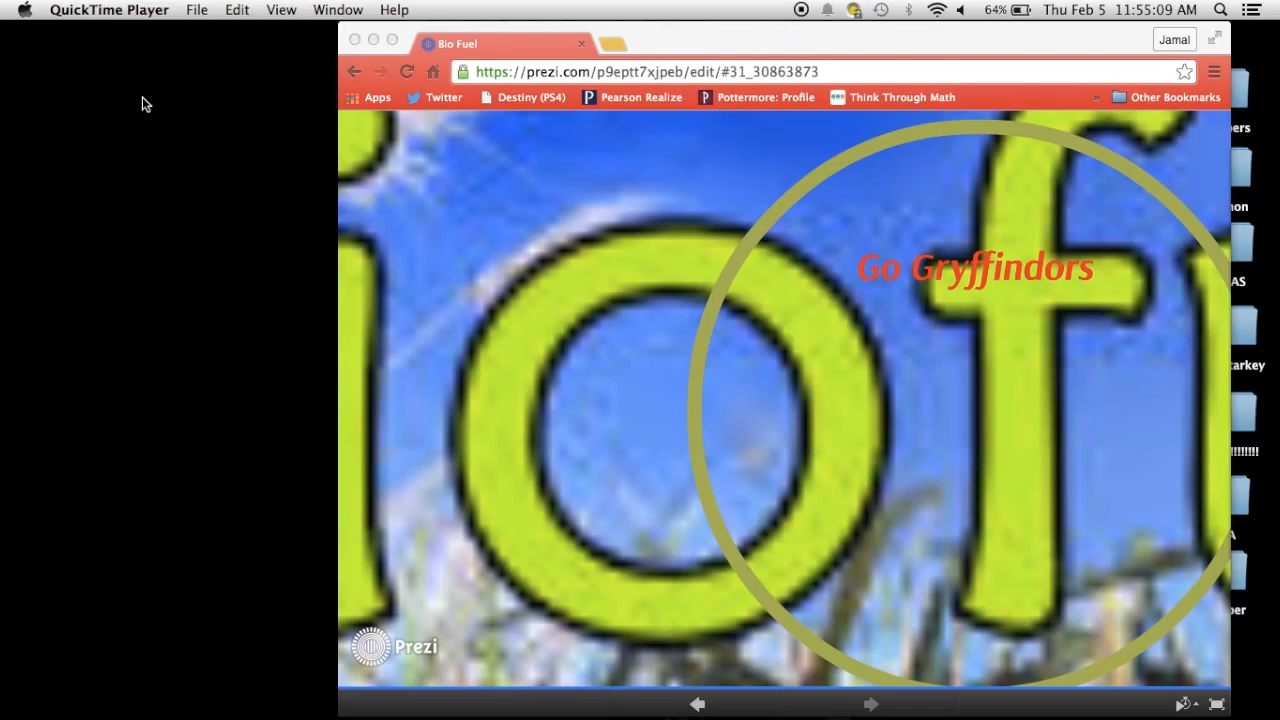 QuickTime Player File Edit View Window Help 64% Thu Feb 5 11:55:09 AM
Bio Fuel Jamal
https://prezi.com/p9eptt7xjpeb/edit/#31_30863873
Apps Twitter Destiny (PS4) Pearson Realize Pottermore: Profile Think Through Math » Other Bookmarks
iofu
Go Gryffindors
Prezi